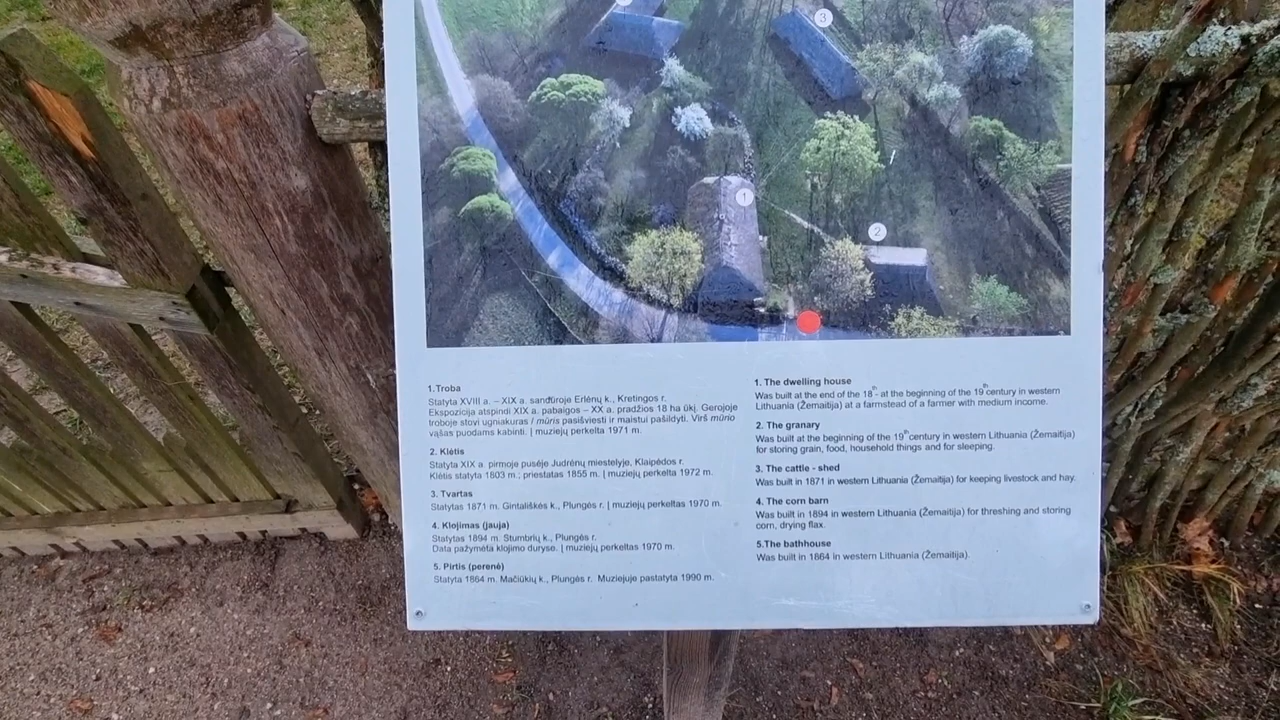 3
1
2
1.Troba
Statyta XVIII a. – XIX a. sandūroje Erlėnų k., Kretingos r.
Ekspozicija atspindi XIX a. pabaigos – XX a. pradžios 18 ha ūkį. Gerojoje
troboje stovi ugniakuras / mūris pasišviesti ir maistui pašildyti. Virš mūrio
vąšas puodams kabinti. Į muziejų perkelta 1971 m.
2. Klėtis
Statyta XIX a. pirmoje pusėje Judrėnų miestelyje, Klaipėdos r.
Klėtis statyta 1803 m.; priestatas 1855 m. Į muziejų perkelta 1972 m.
3. Tvartas
Statytas 1871 m. Gintališkės k., Plungės r. Į muziejų perkeltas 1970 m.
4. Klojimas (jauja)
Statytas 1894 m. Stumbrių k., Plungės r.
Data pažymėta klojimo duryse. Į muziejų perkeltas 1970 m.
5. Pirtis (perenė)
Statyta 1864 m. Mačiūkių k., Plungės r. Muziejuje pastatyta 1990 m.
1. The dwelling house
Was built at the end of the 18th - at the beginning of the 19th century in western
Lithuania (Žemaitija) at a farmstead of a farmer with medium income.
2. The granary
Was built at the beginning of the 19th century in western Lithuania (Žemaitija)
for storing grain, food, household things and for sleeping.
3. The cattle - shed
Was built in 1871 in western Lithuania (Žemaitija) for keeping livestock and hay.
4. The corn barn
Was built in 1894 in western Lithuania (Žemaitija) for threshing and storing
corn, drying flax.
5.The bathhouse
Was built in 1864 in western Lithuania (Žemaitija).